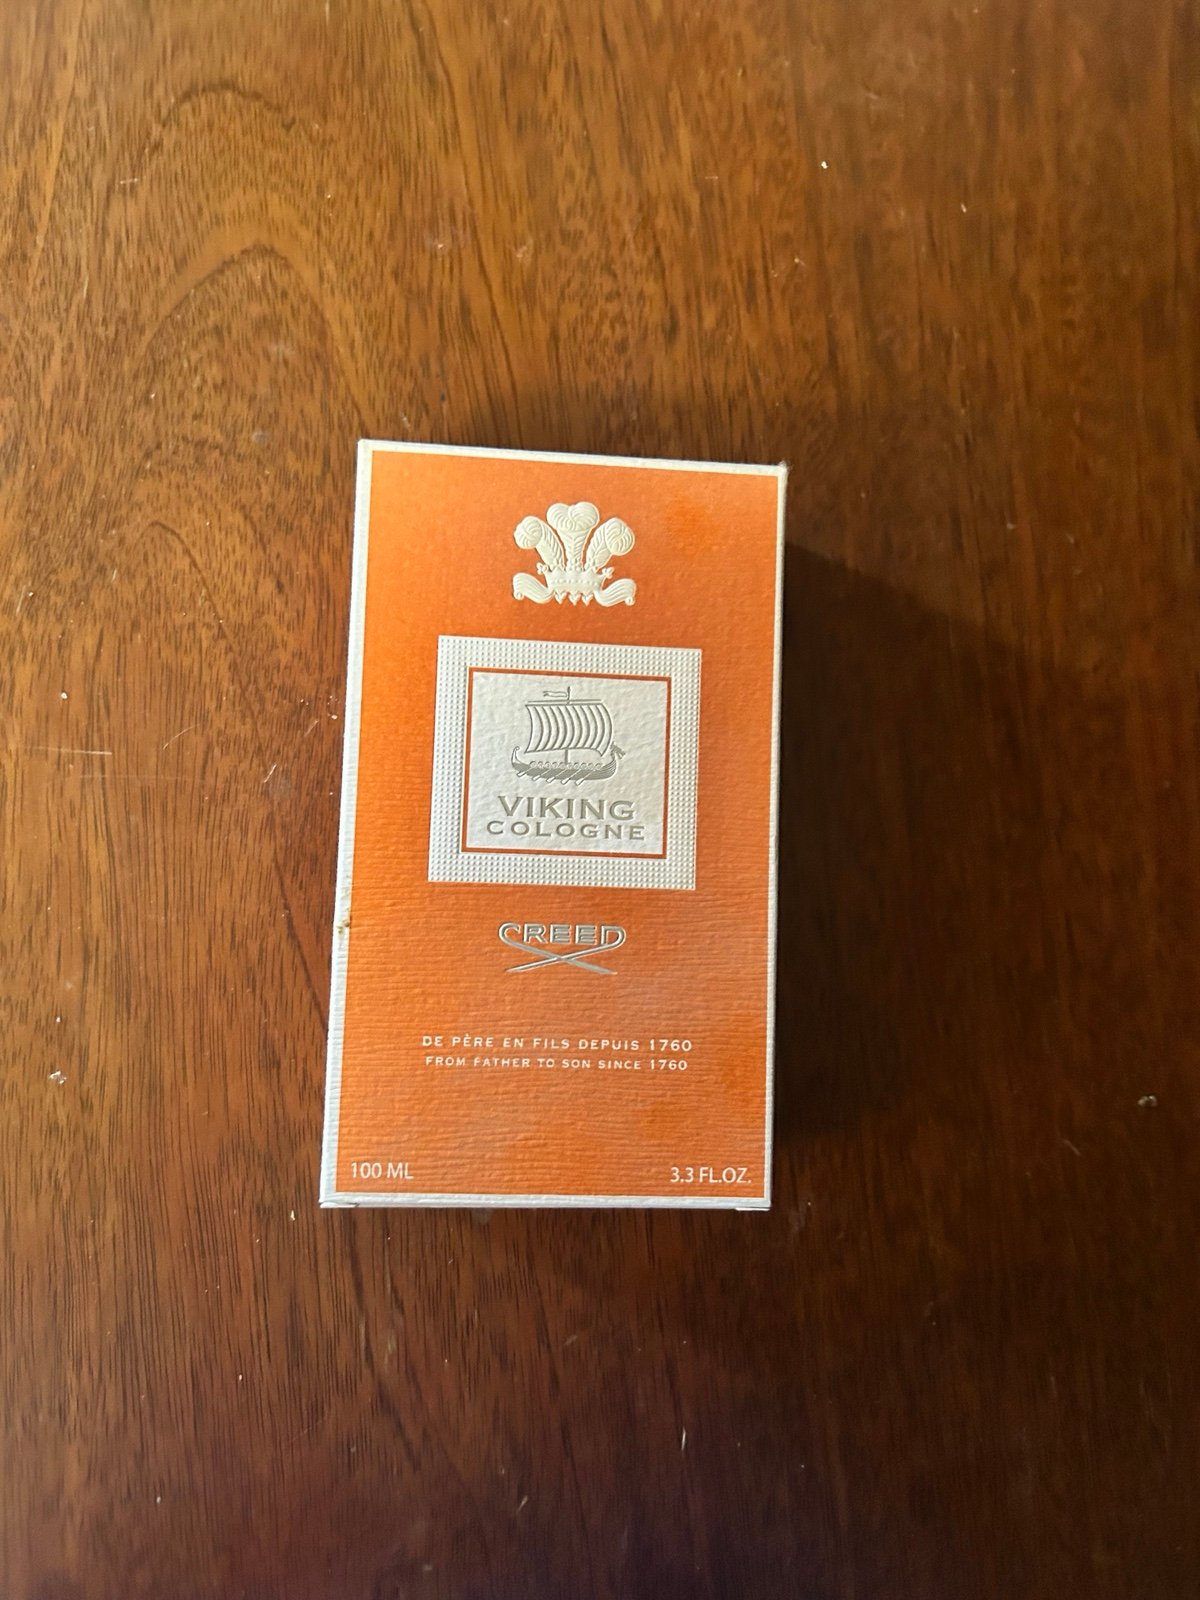 VIKING
COLOGNE
CREED
DE PÈRE EN FILS DEPUIS 1760
FROM FATHER TO SON SINCE 1760
100 ML
3.3 FL.OZ.